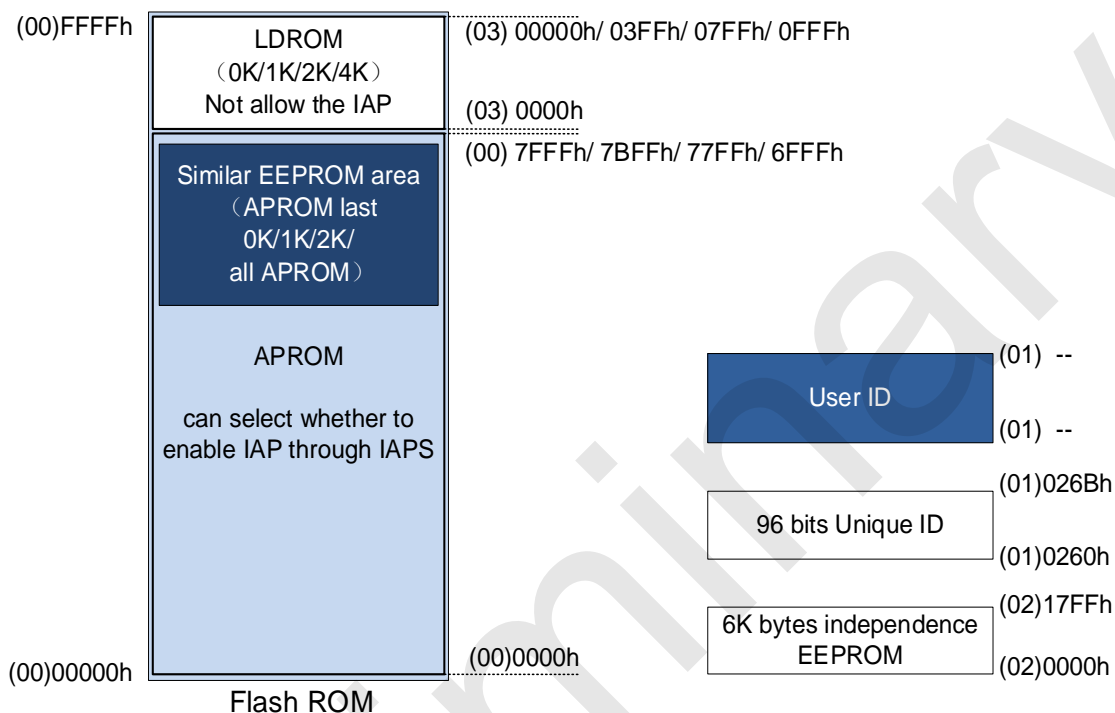 (00)FFFFh
LDROM
（0K/1K/2K/4K）
Not allow the IAP
(03) 00000h/ 03FFh/ 07FFh/ 0FFFh
(03) 0000h
(00) 7FFFh/ 7BFFh/ 77FFh/ 6FFFh
Similar EEPROM area
（APROM last
0K/1K/2K/
all APROM）
APROM
can select whether to
enable IAP through IAPS
(00)00000h
(00)0000h
Flash ROM
(01) --
User ID
(01) --
(01)026Bh
96 bits Unique ID
(01)0260h
(02)17FFh
6K bytes independence
EEPROM
(02)0000h